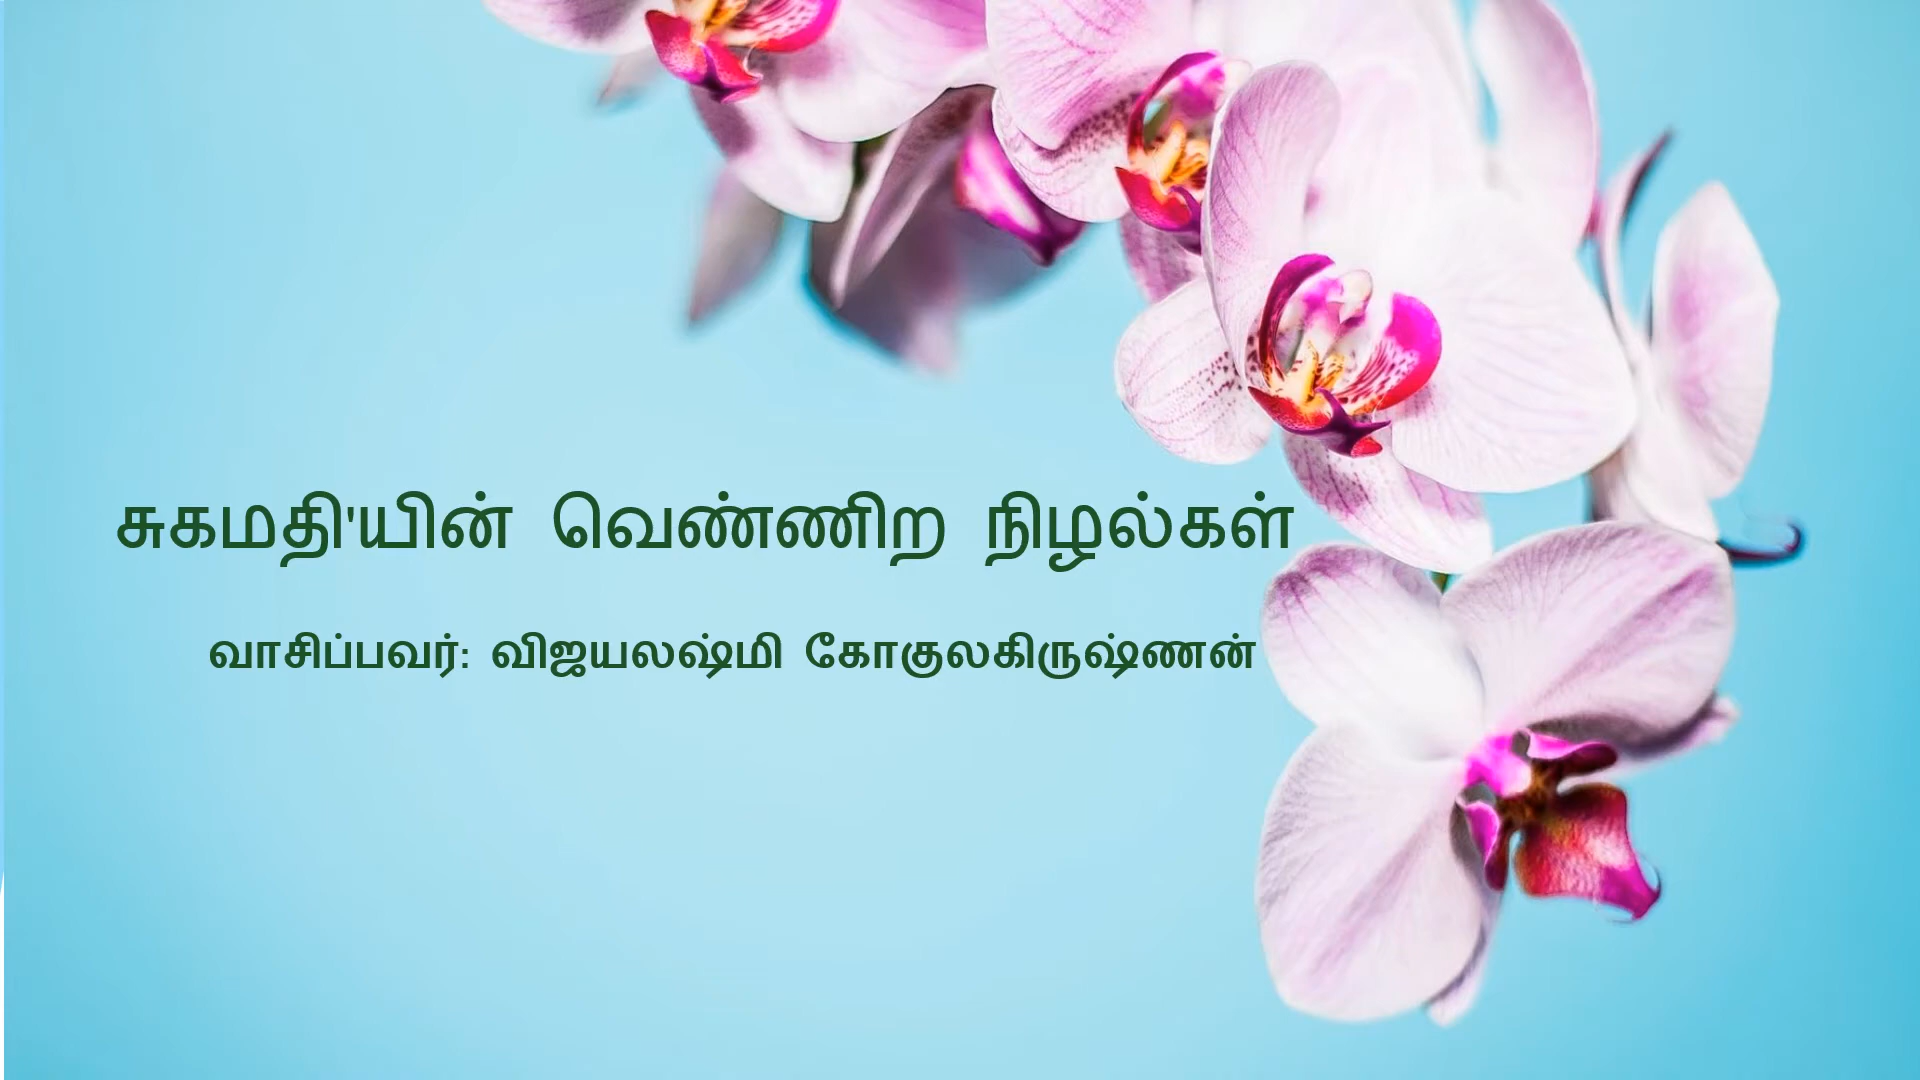 சுகமதி'யின் வெண்ணிற நிழல்கள்
வாசிப்பவர்: விஜயலஷ்மி கோகுலகிருஷ்ணன்